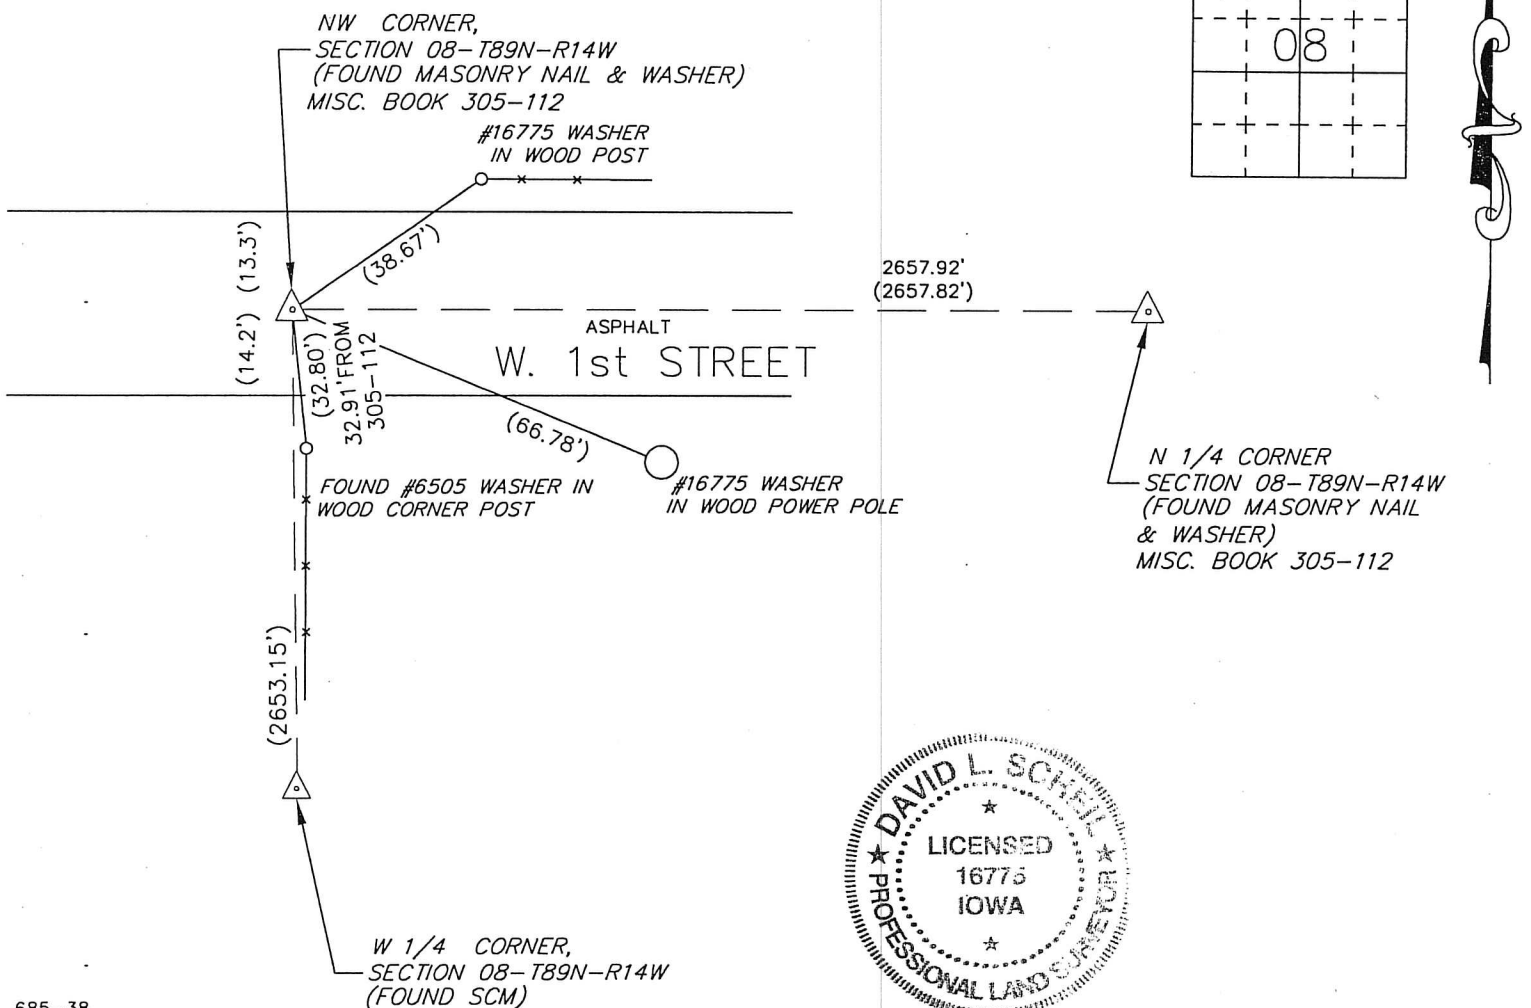 NW CORNER,
SECTION 08-T89N-R14W
(FOUND MASONRY NAIL & WASHER)
MISC. BOOK 305-112
08
#16775 WASHER
IN WOOD POST
(13.3')
(38.67')
2657.92'
(2657.82')
(14.2')
(32.80')
32.91'FROM
305-112
ASPHALT
W. 1st STREET
(66.78')
FOUND #6505 WASHER IN
WOOD CORNER POST
#16775 WASHER
IN WOOD POWER POLE
N 1/4 CORNER
SECTION 08-T89N-R14W
(FOUND MASONRY NAIL
& WASHER)
MISC. BOOK 305-112
(2653.15')
DAVID L. SCHEIL
LICENSED
16775
IOWA
PROFESSIONAL LAND SURVEYOR
W 1/4 CORNER,
SECTION 08-T89N-R14W
(FOUND SCM)